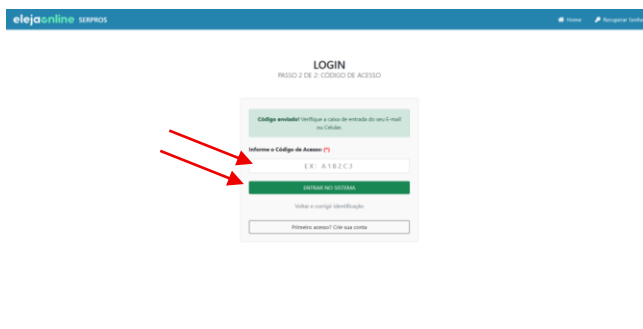 elejaonline SERPROS
Home
Recuperar Senha
LOGIN
PASSO 2 DE 2: CÓDIGO DE ACESSO
Código enviado! Verifique a caixa de entrada do seu E-mail
ou Celular.
Informe o Código de Acesso: (*)
EX: A1B2C3
ENTRAR NO SISTEMA
Voltar e corrigir identificação
Primeiro acesso? Crie sua conta